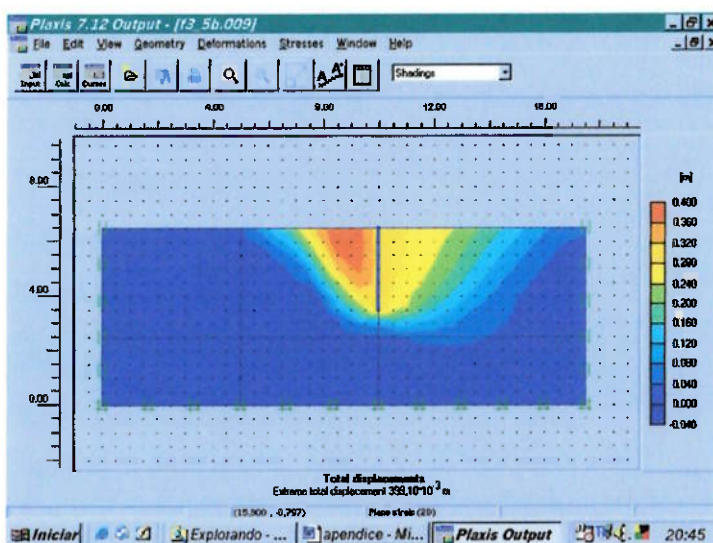 Plaxis 7.12 Output - [f3_5b.009]
File Edit View Geometry Deformations Stresses Window Help
Input Calc Curves Shadings
0.00 4.00 8.00 12.00 16.00
8.00
4.00
0.00
[m]
0.400
0.360
0.320
0.280
0.240
0.200
0.160
0.120
0.080
0.040
0.000
-0.040
Total displacements
Extreme total displacement 399,10*10-3 m
(15,900 , -0,797) Plane strain (2D)
Iniciar Explorando - ... apendice - Mi... Plaxis Output 20:45